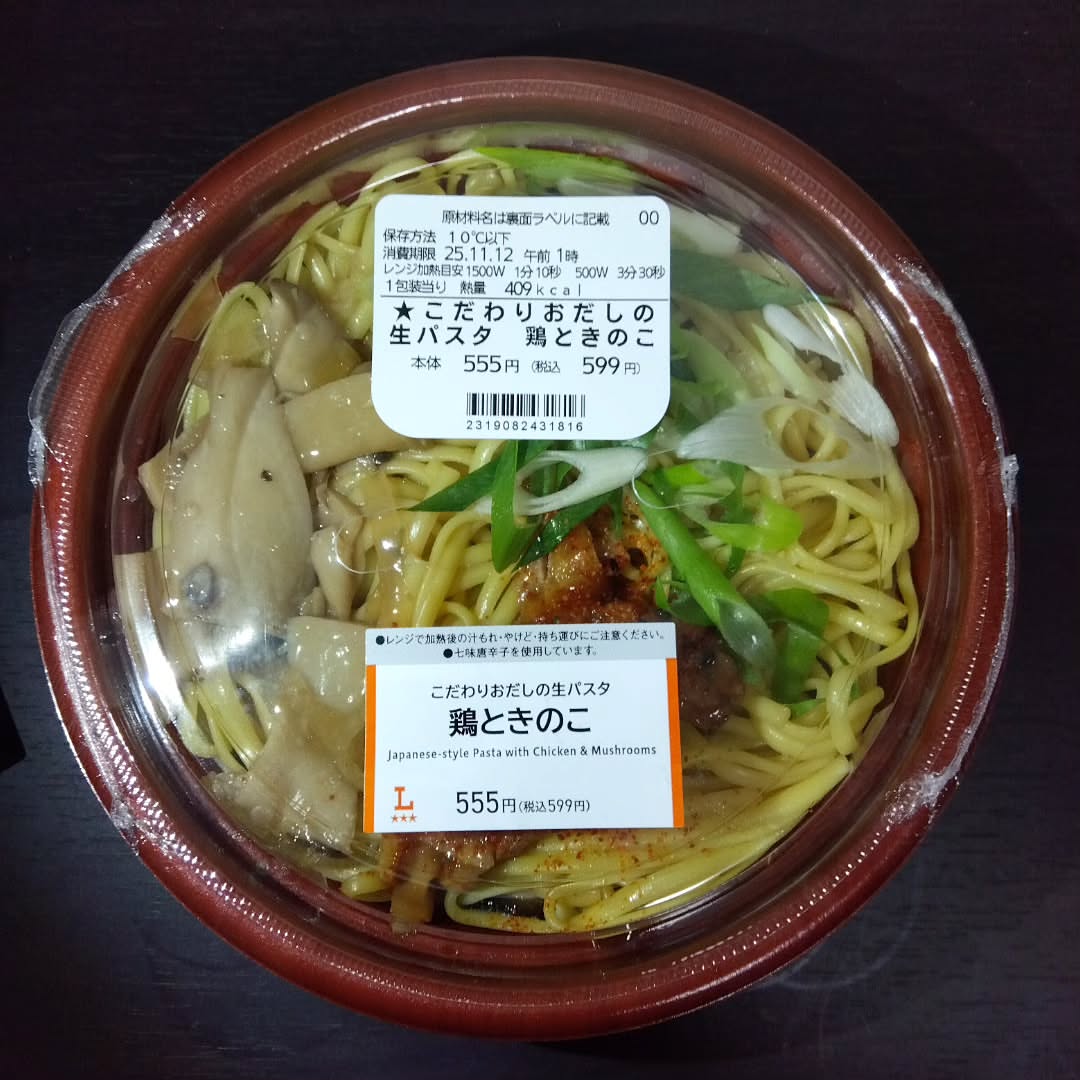 原材料名は裏面ラベルに記載 00
保存方法 10℃以下
消費期限 25.11.12 午前 1時
レンジ加熱目安1500W 1分10秒 500W 3分30秒
1包装当り 熱量 409kcal
★こだわりおだしの
生パスタ 鶏ときのこ
本体 555円 (税込 599円)
2319082431816
●レンジで加熱後の汁もれ・やけど・持ち運びにご注意ください。
●七味唐辛子を使用しています。
こだわりおだしの生パスタ
鶏ときのこ
Japanese-style Pasta with Chicken & Mushrooms
L
★★★
555円(税込599円)